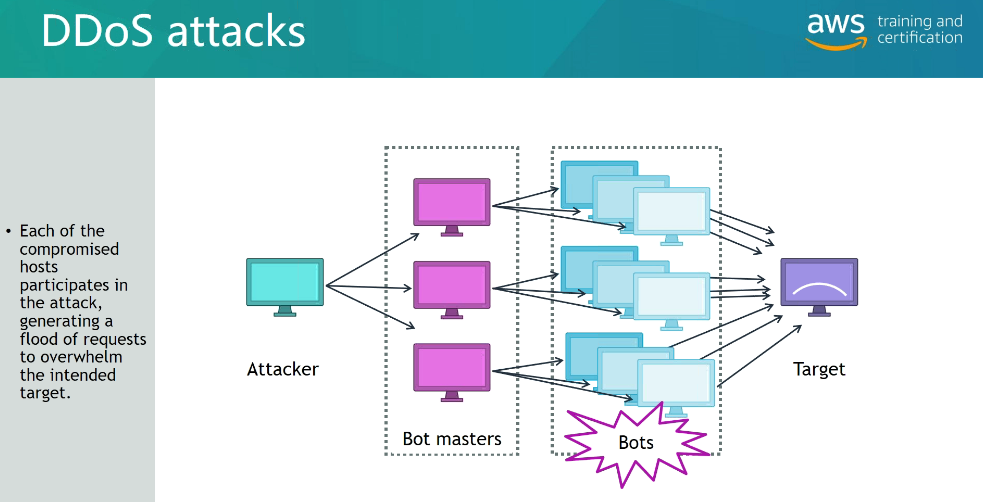 DDoS attacks
aws training and
certification
• Each of the
compromised
hosts
participates in
the attack,
generating a
flood of requests
to overwhelm
the intended
target.
Attacker
Bot masters
Bots
Target